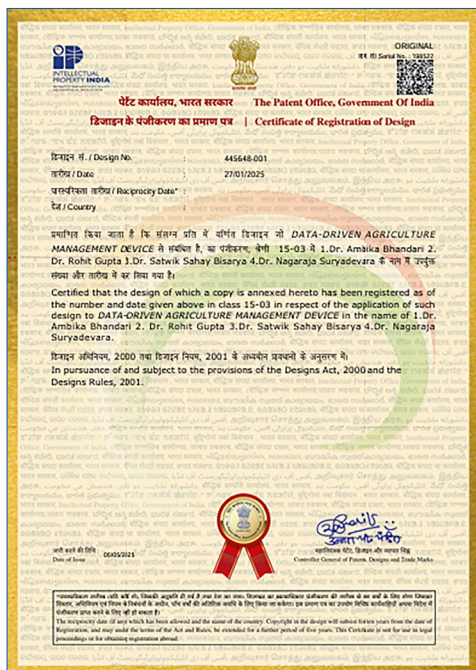 ORIGINAL
क्रम सं/ Serial No. : 198522
INTELLECTUAL
PROPERTY INDIA
पेटेंट कार्यालय, भारत सरकार The Patent Office, Government Of India
डिजाइन के पंजीकरण का प्रमाण पत्र | Certificate of Registration of Design
डिजाइन सं. / Design No. : 445648-001
तारीख / Date : 27/01/2025
पारस्परिकता तारीख / Reciprocity Date* :
देश / Country :
प्रमाणित किया जाता है कि संलग्न प्रति में वर्णित डिजाइन जो DATA-DRIVEN AGRICULTURE
MANAGEMENT DEVICE से संबंधित है, का पंजीकरण, श्रेणी 15-03 में 1.Dr. Ambika Bhandari 2.
Dr. Rohit Gupta 3.Dr. Satwik Sahay Bisarya 4.Dr. Nagaraja Suryadevara के नाम में उपर्युक्त
संख्या और तारीख में कर लिया गया है।
Certified that the design of which a copy is annexed hereto has been registered as of
the number and date given above in class 15-03 in respect of the application of such
design to DATA-DRIVEN AGRICULTURE MANAGEMENT DEVICE in the name of 1.Dr.
Ambika Bhandari 2. Dr. Rohit Gupta 3.Dr. Satwik Sahay Bisarya 4.Dr. Nagaraja
Suryadevara.
डिजाइन अधिनियम, 2000 तथा डिजाइन नियम, 2001 के अध्यधीन प्रावधानों के अनुसरण में।
In pursuance of and subject to the provisions of the Designs Act, 2000 and the
Designs Rules, 2001.
जारी करने की तिथि : 06/05/2025
Date of Issue
महानियंत्रक पेटेंट, डिजाइन और व्यापार चिह्न
Controller General of Patents, Designs and Trade Marks
The reciprocity date (if any) which has been allowed and the name of the country. Copyright in the design will subsist for ten years from the date of
Registration, and may under the terms of the Act and Rules, be extended for a further period of five years. This Certificate is not for use in legal
proceedings or for obtaining registration abroad.